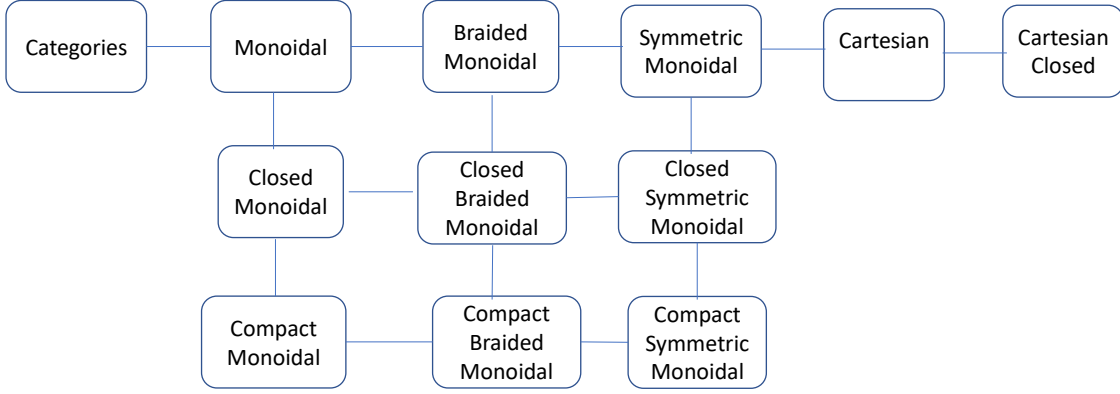 Categories
Monoidal
Braided
Monoidal
Symmetric
Monoidal
Cartesian
Cartesian
Closed
Closed
Monoidal
Closed
Braided
Monoidal
Closed
Symmetric
Monoidal
Compact
Monoidal
Compact
Braided
Monoidal
Compact
Symmetric
Monoidal